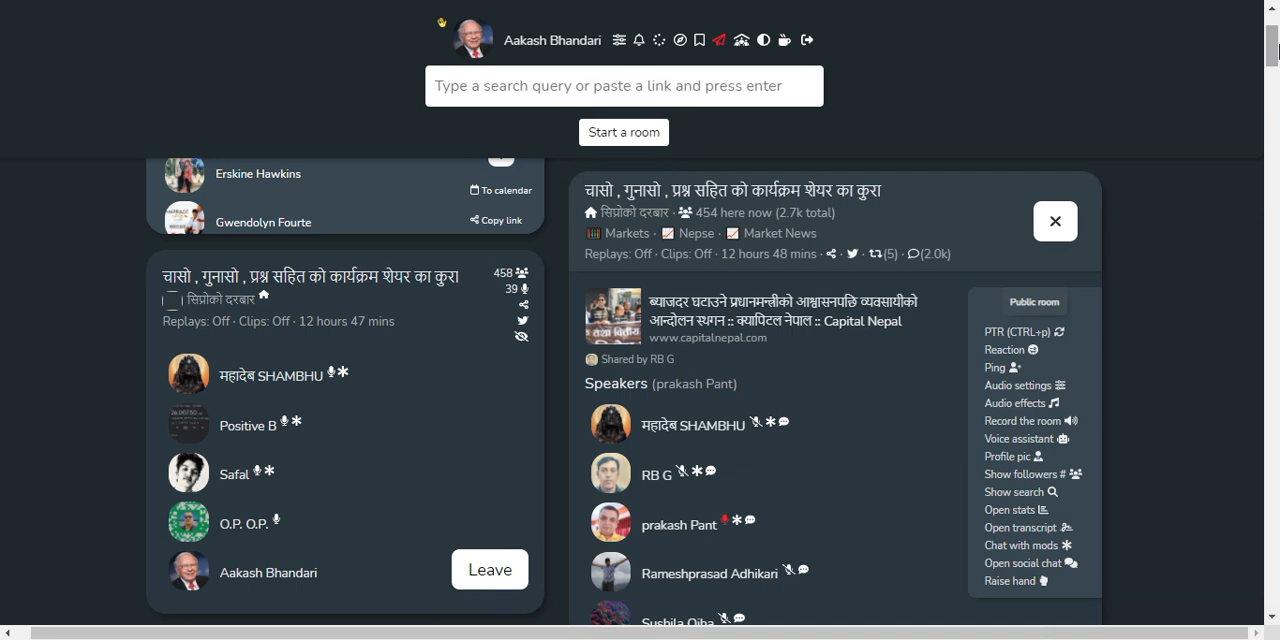 Aakash Bhandari
Type a search query or paste a link and press enter
Start a room
Erskine Hawkins
To calendar
Gwendolyn Fourte
Copy link
चासो , गुनासो , प्रश्न सहित को कार्यक्रम शेयर का कुरा
458
39
सिप्रोको दरबार
Replays: Off · Clips: Off · 12 hours 47 mins
महादेब SHAMBHU
Positive B
Safal
O.P. O.P.
Aakash Bhandari
Leave
चासो , गुनासो , प्रश्न सहित को कार्यक्रम शेयर का कुरा
सिप्रोको दरबार · 454 here now (2.7k total)
Markets · Nepse · Market News
Replays: Off · Clips: Off · 12 hours 48 mins · · · (5) · (2.0k)
ब्याजदर घटाउने प्रधानमन्त्रीको आश्वासनपछि व्यवसायीको
आन्दोलन स्थगन :: क्यापिटल नेपाल :: Capital Nepal
www.capitalnepal.com
Shared by RB G
Speakers (prakash Pant)
महादेब SHAMBHU
RB G
prakash Pant
Rameshprasad Adhikari
Sushila Ojha
Public room
PTR (CTRL+p)
Reaction
Ping
Audio settings
Audio effects
Record the room
Voice assistant
Profile pic
Show followers #
Show search
Open stats
Open transcript
Chat with mods
Open social chat
Raise hand